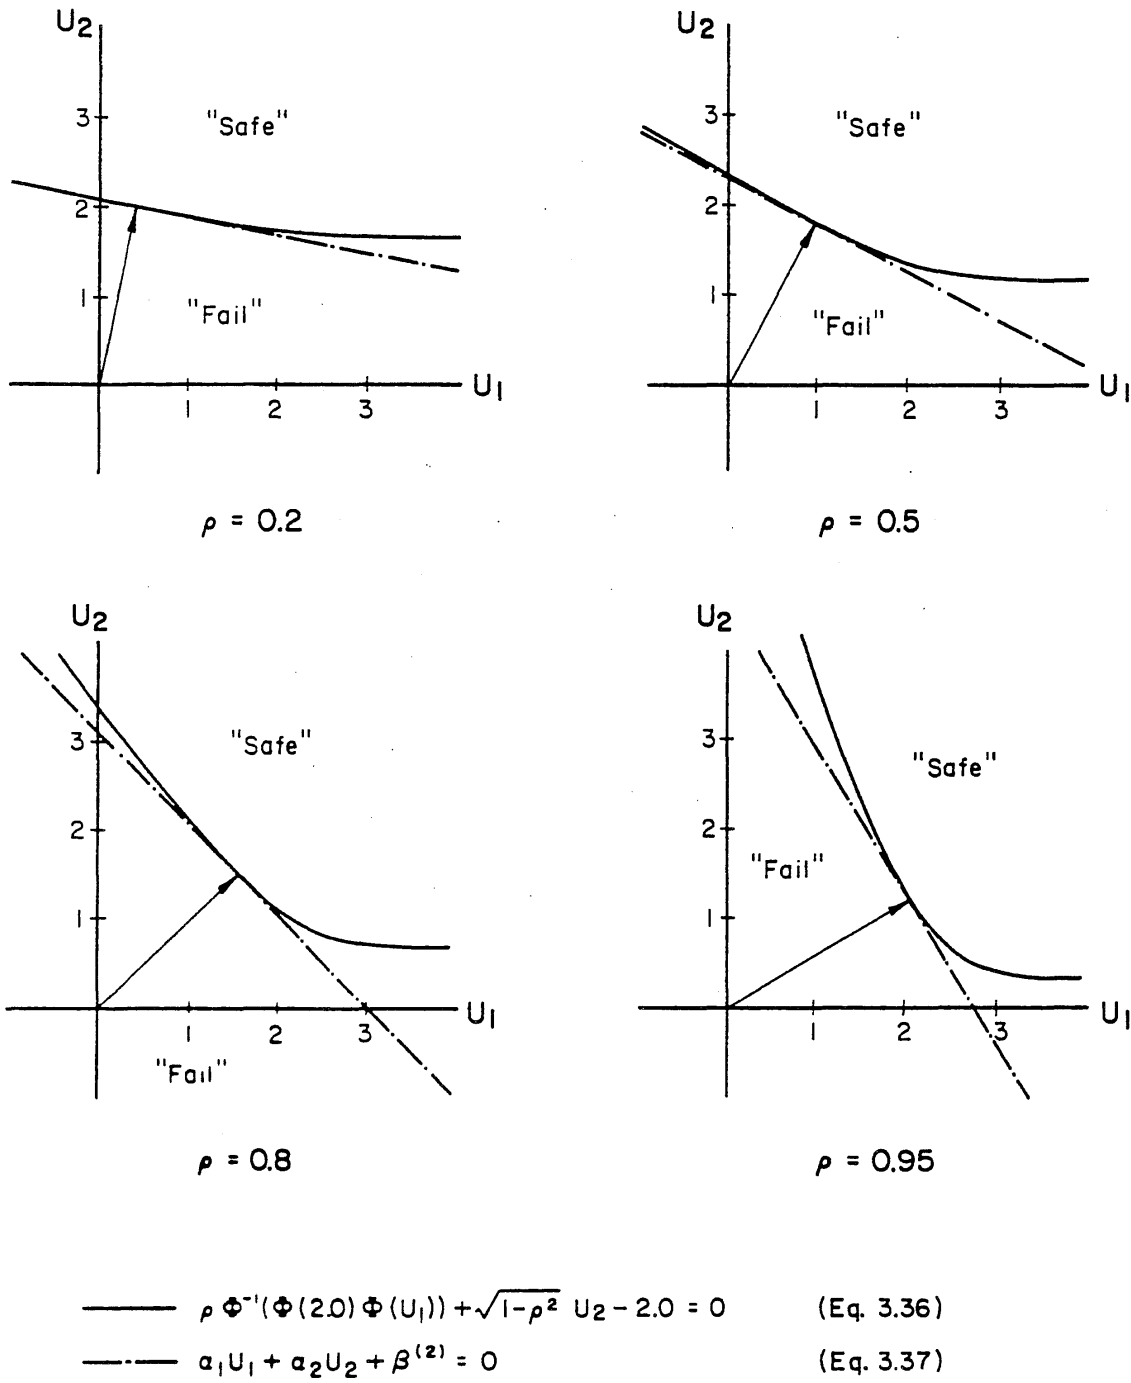 U2
3
"Safe"
2
1
"Fail"
1 2 3
U1
ρ = 0.2
U2
3
"Safe"
2
1
"Fail"
1 2 3
U1
ρ = 0.5
U2
3
"Safe"
2
1
1 2 3
U1
"Fail"
ρ = 0.8
U2
3
"Safe"
2
"Fail"
1
1 2 3
U1
ρ = 0.95
ρ Φ⁻¹(Φ(2.0) Φ(U₁)) + √1-ρ² U₂ - 2.0 = 0 (Eq. 3.36)
α₁U₁ + α₂U₂ + β⁽²⁾ = 0 (Eq. 3.37)